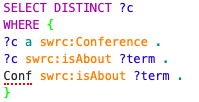 SELECT DISTINCT ?c
WHERE {
?c a swrc:Conference .
?c swrc:isAbout ?term .
Conf swrc:isAbout ?term .
}